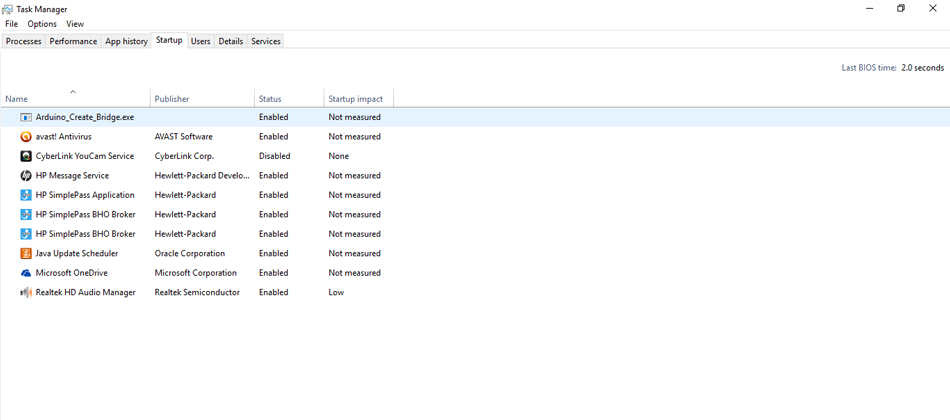 Task Manager
File Options View
Processes Performance App history Startup Users Details Services
Last BIOS time: 2.0 seconds
Name Publisher Status Startup impact
Arduino_Create_Bridge.exe Enabled Not measured
avast! Antivirus AVAST Software Enabled Not measured
CyberLink YouCam Service CyberLink Corp. Disabled None
HP Message Service Hewlett-Packard Develo... Enabled Not measured
HP SimplePass Application Hewlett-Packard Enabled Not measured
HP SimplePass BHO Broker Hewlett-Packard Enabled Not measured
HP SimplePass BHO Broker Hewlett-Packard Enabled Not measured
Java Update Scheduler Oracle Corporation Enabled Not measured
Microsoft OneDrive Microsoft Corporation Enabled Not measured
Realtek HD Audio Manager Realtek Semiconductor Enabled Low